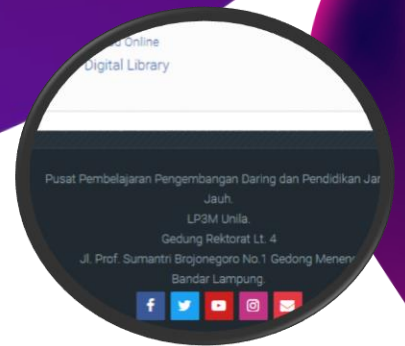 Online
Digital Library
Pusat Pembelajaran Pengembangan Daring dan Pendidikan
Jauh.
LP3M Unila.
Gedung Rektorat Lt. 4
Jl. Prof. Sumantri Brojonegoro No.1 Gedong
Bandar Lampung.